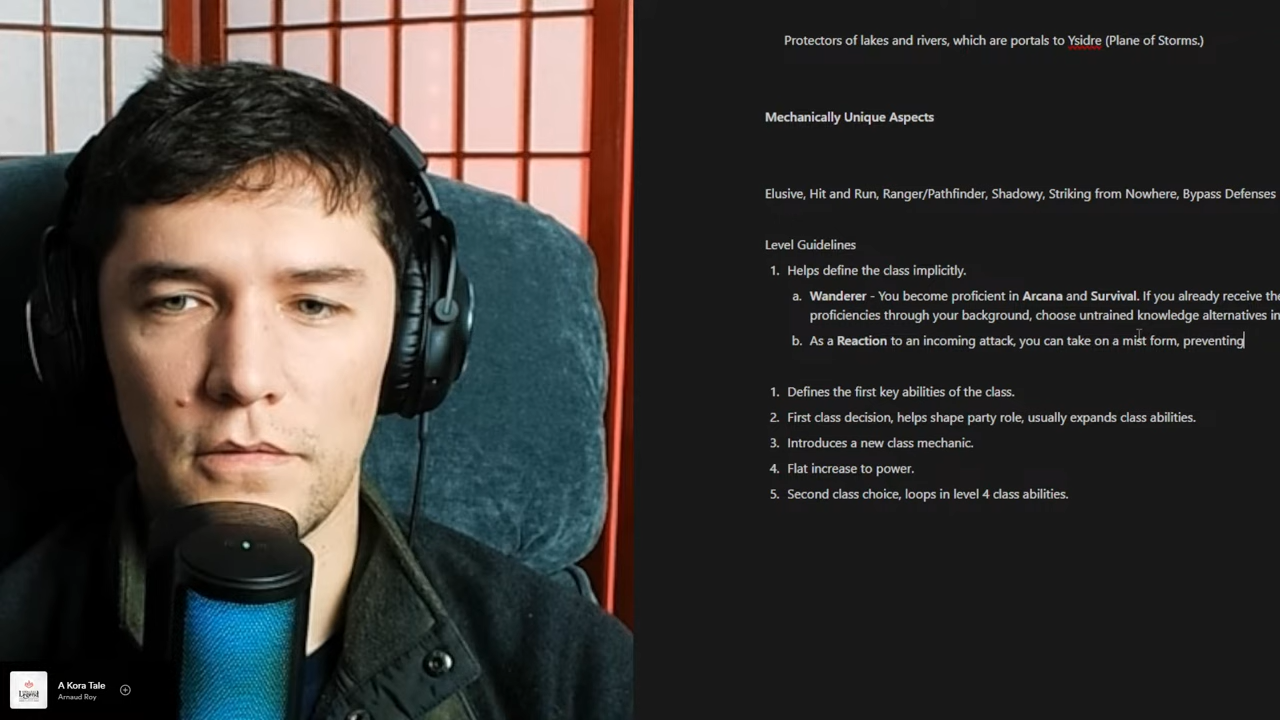 Protectors of lakes and rivers, which are portals to Ysidre (Plane of Storms.)
Mechanically Unique Aspects
Elusive, Hit and Run, Ranger/Pathfinder, Shadowy, Striking from Nowhere, Bypass Defenses
Level Guidelines
1. Helps define the class implicitly.
a. Wanderer - You become proficient in Arcana and Survival. If you already receive the
proficiencies through your background, choose untrained knowledge alternatives in
b. As a Reaction to an incoming attack, you can take on a mist form, preventing
1. Defines the first key abilities of the class.
2. First class decision, helps shape party role, usually expands class abilities.
3. Introduces a new class mechanic.
4. Flat increase to power.
5. Second class choice, loops in level 4 class abilities.
Legend
A Kora Tale
Arnaud Roy